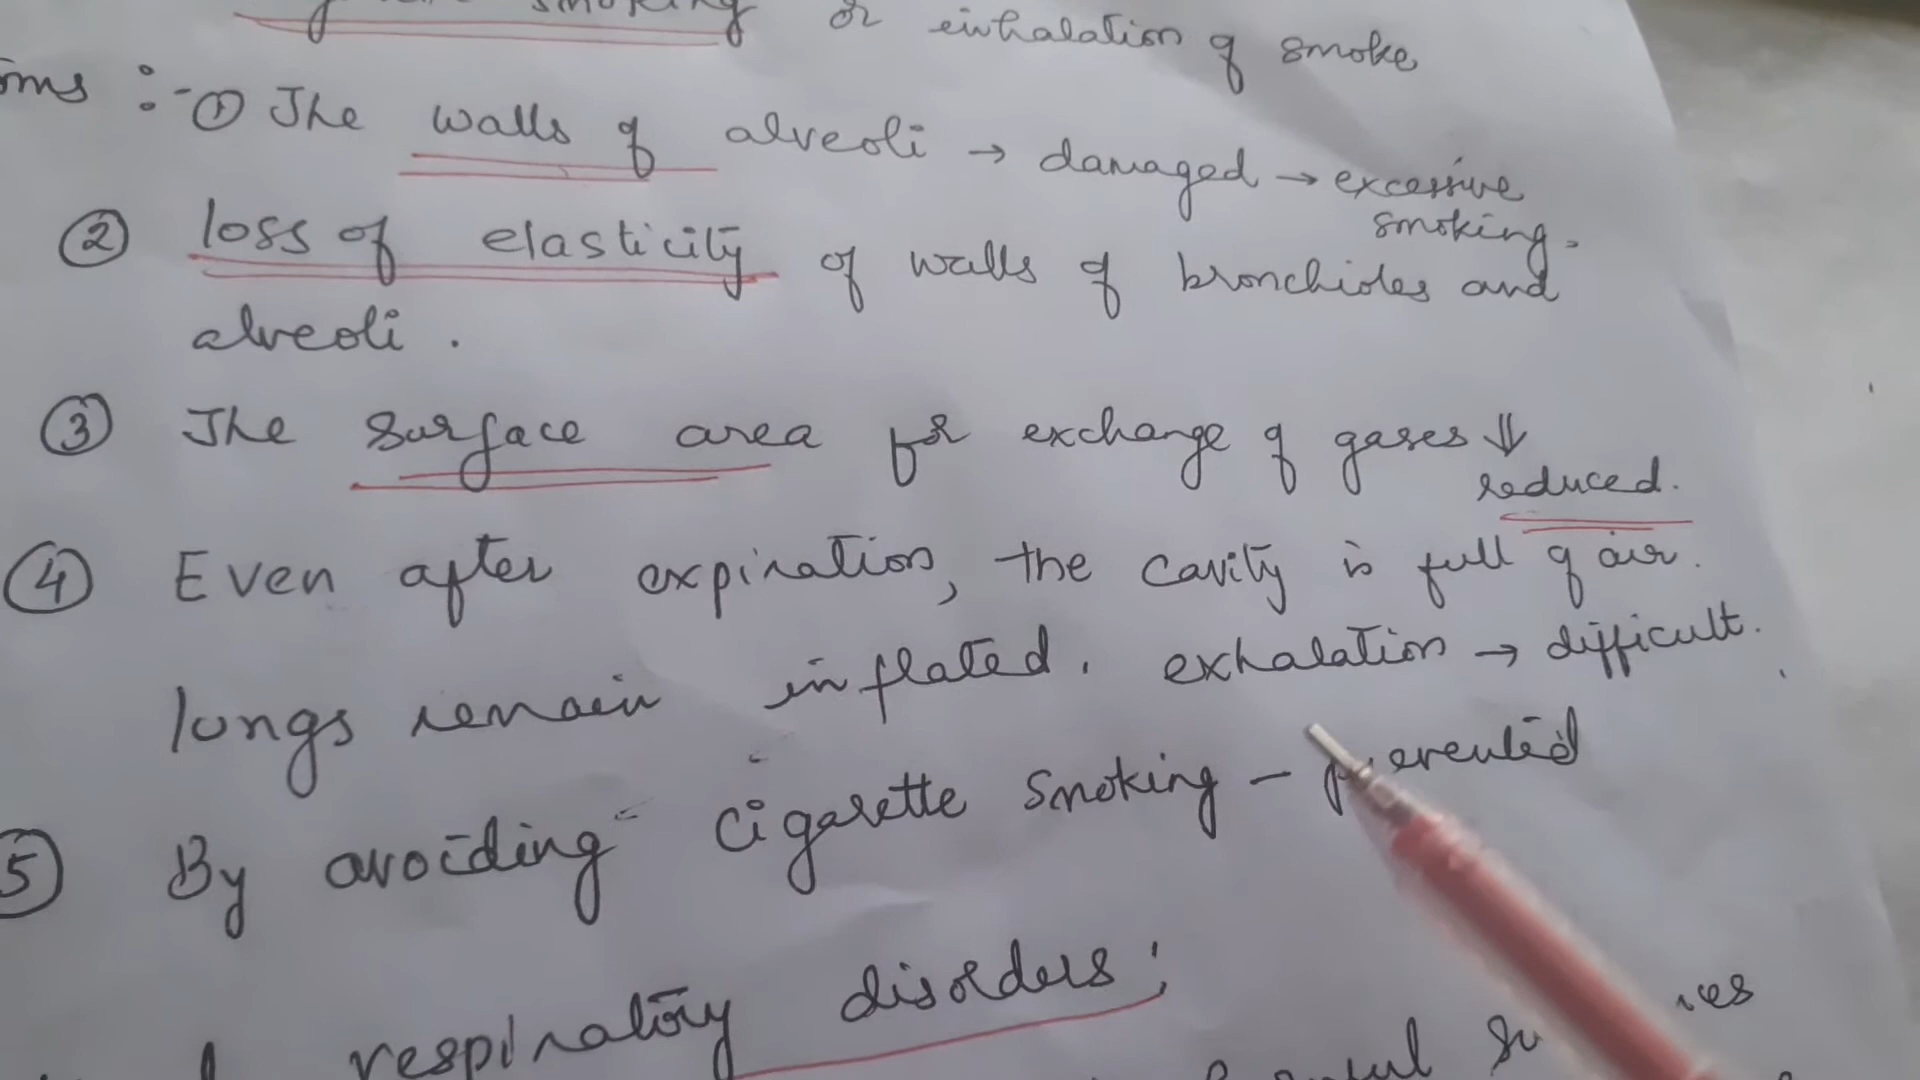 smoking or inhalation of smoke
oms :- ① The walls of alveoli → damaged → excessive
smoking.
② loss of elasticity of walls of bronchioles and
alveoli.
③ The surface area for exchange of gases ⇓
reduced.
④ Even after expiration, the cavity is full of air.
lungs remain inflated. exhalation → difficult.
5 By avoiding cigarette smoking - prevented
respiratory disorders: